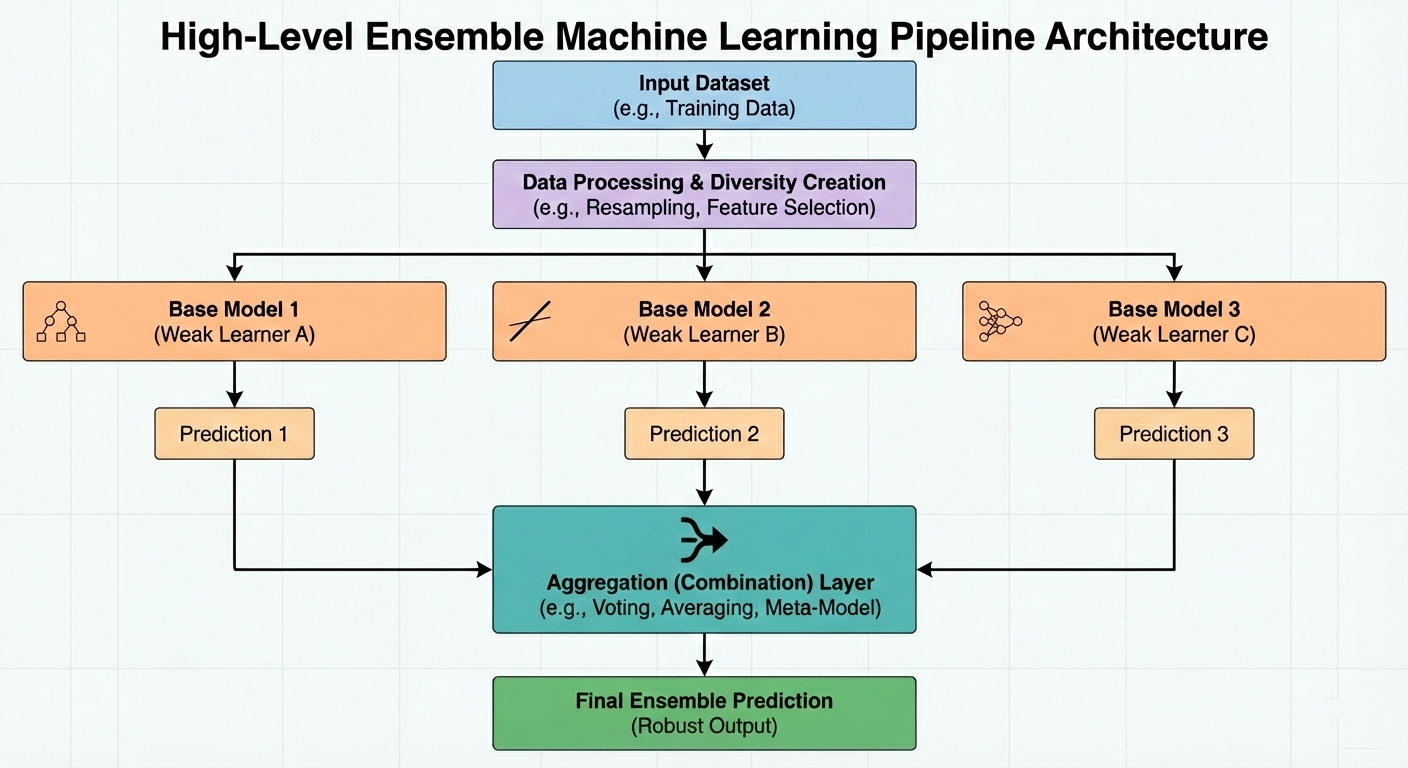 High-Level Ensemble Machine Learning Pipeline Architecture
Input Dataset
(e.g., Training Data)
Data Processing & Diversity Creation
(e.g., Resampling, Feature Selection)
Base Model 1
(Weak Learner A)
Base Model 2
(Weak Learner B)
Base Model 3
(Weak Learner C)
Prediction 1
Prediction 2
Prediction 3
Aggregation (Combination) Layer
(e.g., Voting, Averaging, Meta-Model)
Final Ensemble Prediction
(Robust Output)